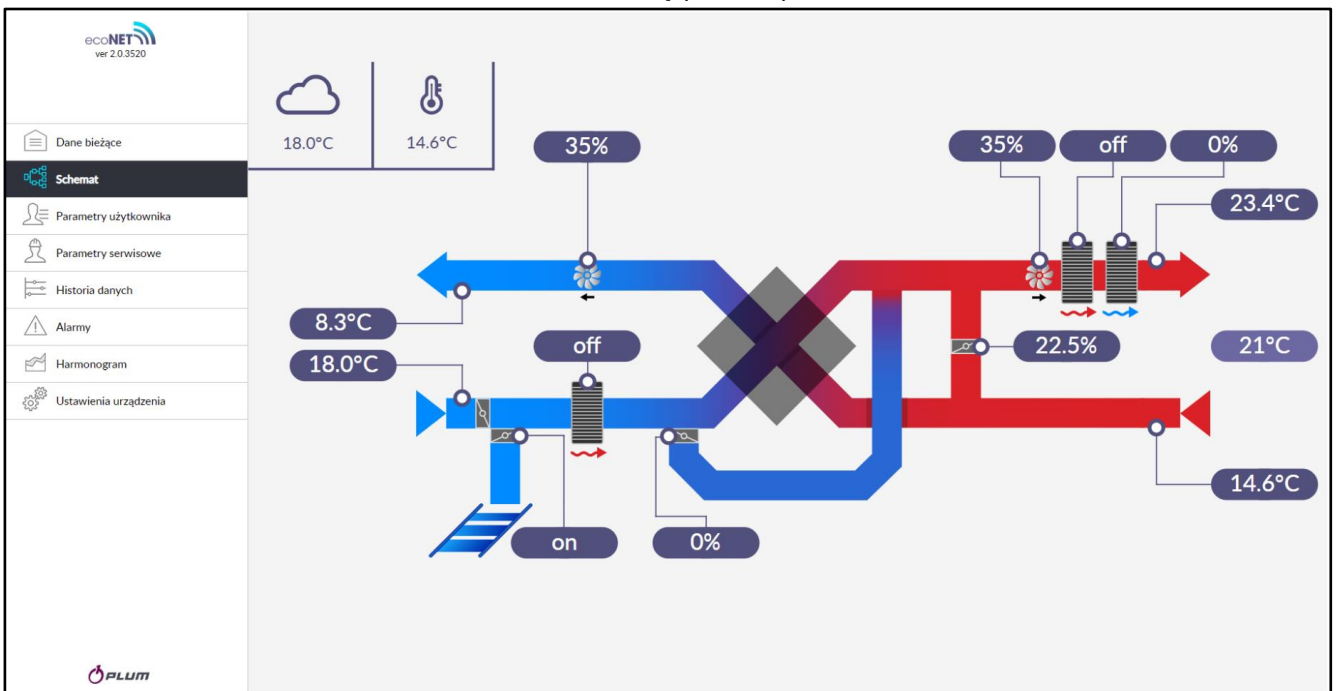 ecoNET
ver 2.0.3520
Dane bieżące
Schemat
Parametry użytkownika
Parametry serwisowe
Historia danych
Alarmy
Harmonogram
Ustawienia urządzenia
PLUM
18.0°C
14.6°C
35%
35%
off
0%
23.4°C
8.3°C
18.0°C
off
22.5%
21°C
14.6°C
on
0%